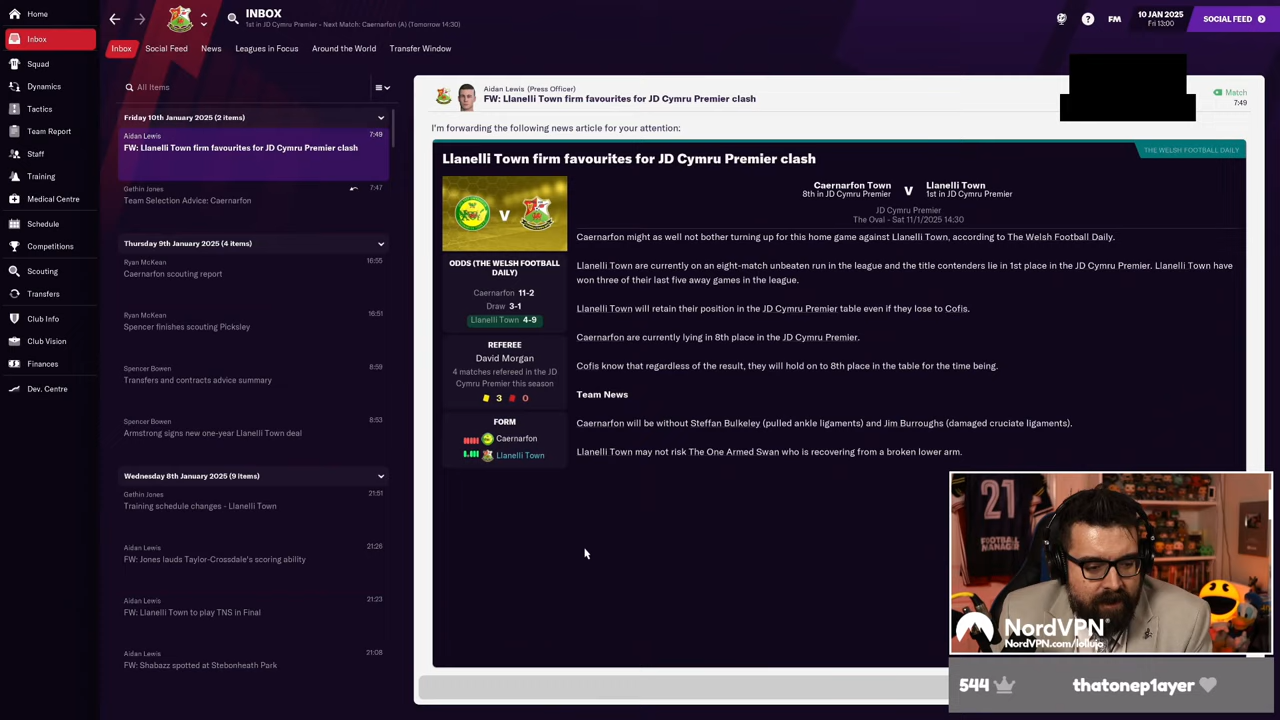 Home
Inbox
Squad
Dynamics
Tactics
Team Report
Staff
Training
Medical Centre
Schedule
Competitions
Scouting
Transfers
Club Info
Club Vision
Finances
Dev. Centre
INBOX
1st in JD Cymru Premier - Next Match: Caernarfon (A) (Tomorrow 14:30)
FM
10 JAN 2025
Fri 13:00
SOCIAL FEED
Inbox
Social Feed
News
Leagues in Focus
Around the World
Transfer Window
All Items
Friday 10th January 2025 (2 items)
Aidan Lewis 7:49
FW: Llanelli Town firm favourites for JD Cymru Premier clash
Gethin Jones 7:47
Team Selection Advice: Caernarfon
Thursday 9th January 2025 (4 items)
Ryan McKean 16:55
Caernarfon scouting report
Ryan McKean 16:51
Spencer finishes scouting Picksley
Spencer Bowen 8:59
Transfers and contracts advice summary
Spencer Bowen 8:53
Armstrong signs new one-year Llanelli Town deal
Wednesday 8th January 2025 (9 items)
Gethin Jones 21:51
Training schedule changes - Llanelli Town
Aidan Lewis 21:26
FW: Jones lauds Taylor-Crossdale's scoring ability
Aidan Lewis 21:23
FW: Llanelli Town to play TNS in Final
Aidan Lewis 21:08
FW: Shabazz spotted at Stebonheath Park
Aidan Lewis (Press Officer)
FW: Llanelli Town firm favourites for JD Cymru Premier clash
Match
7:49
I'm forwarding the following news article for your attention:
Llanelli Town firm favourites for JD Cymru Premier clash
THE WELSH FOOTBALL DAILY
V
ODDS (THE WELSH FOOTBALL
DAILY)
Caernarfon 11-2
Draw 3-1
Llanelli Town 4-9
REFEREE
David Morgan
4 matches refereed in the JD
Cymru Premier this season
3 0
FORM
Caernarfon
Llanelli Town
Caernarfon Town v Llanelli Town
8th in JD Cymru Premier 1st in JD Cymru Premier
JD Cymru Premier
The Oval - Sat 11/1/2025 14:30
Caernarfon might as well not bother turning up for this home game against Llanelli Town, according to The Welsh Football Daily.
Llanelli Town are currently on an eight-match unbeaten run in the league and the title contenders lie in 1st place in the JD Cymru Premier. Llanelli Town have
won three of their last five away games in the league.
Llanelli Town will retain their position in the JD Cymru Premier table even if they lose to Cofis.
Caernarfon are currently lying in 8th place in the JD Cymru Premier.
Cofis know that regardless of the result, they will hold on to 8th place in the table for the time being.
Team News
Caernarfon will be without Steffan Bulkeley (pulled ankle ligaments) and Jim Burroughs (damaged cruciate ligaments).
Llanelli Town may not risk The One Armed Swan who is recovering from a broken lower arm.
21
FOOTBALL
MANAGER
NordVPN®
NordVPN.com/lollujo
544
thatonep1ayer